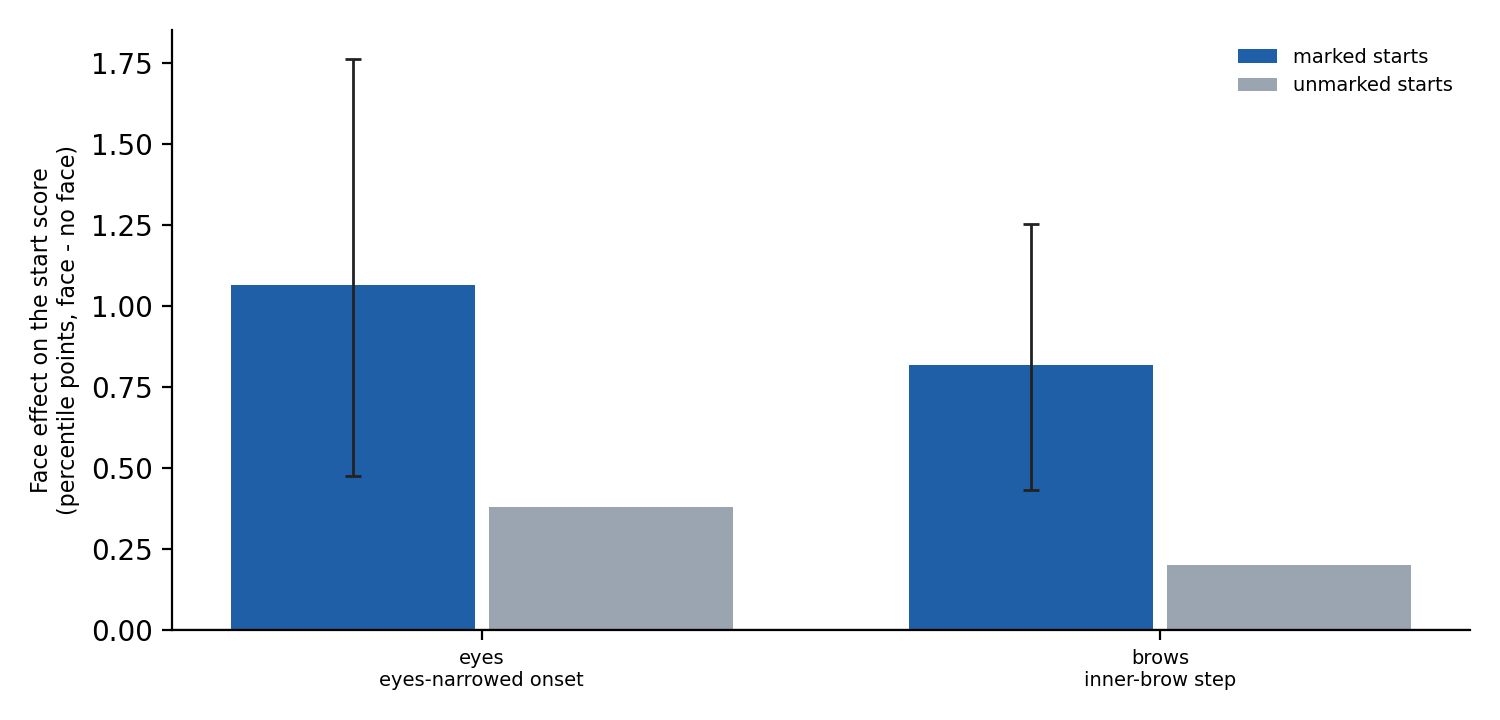 Face effect on the start score
(percentile points, face - no face)
1.75
1.50
1.25
1.00
0.75
0.50
0.25
0.00
marked starts
unmarked starts
eyes
eyes-narrowed onset
brows
inner-brow step